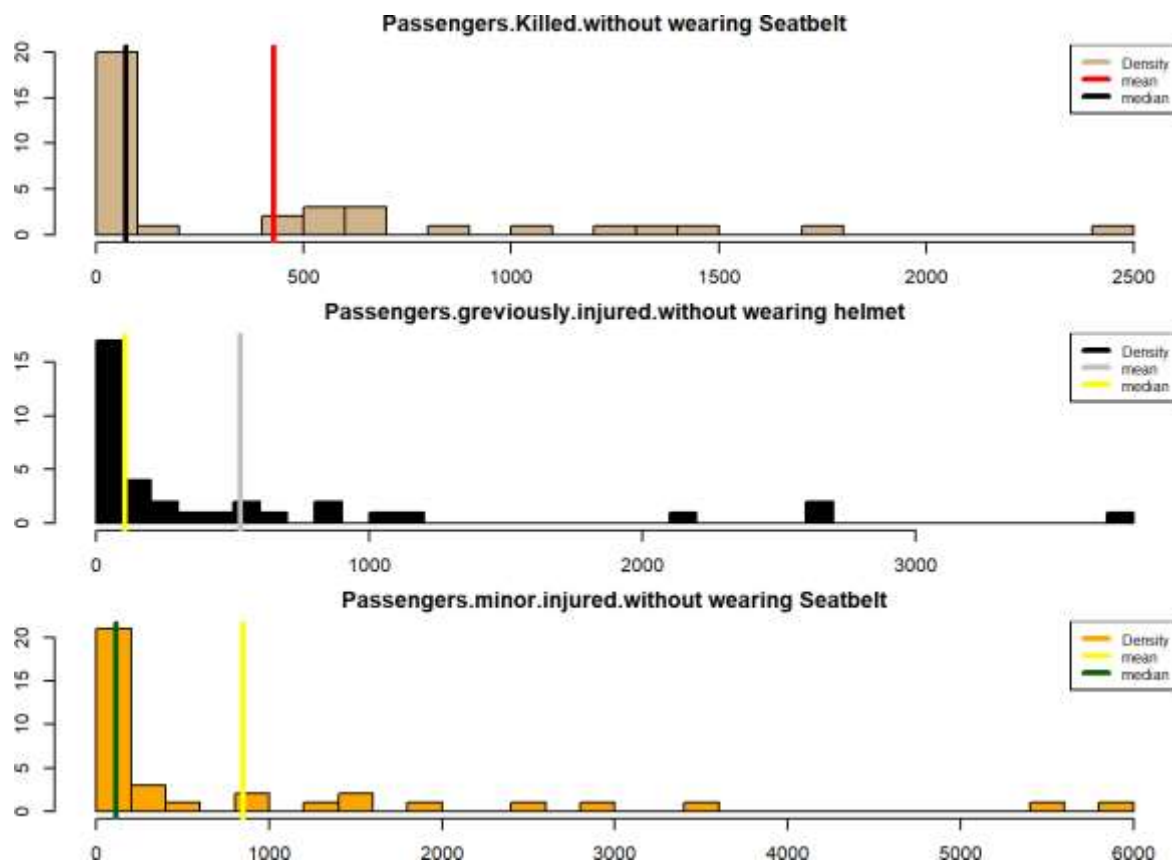 Passengers.Killed.without wearing Seatbelt
20
15
10
5
0
Density
mean
median
0 500 1000 1500 2000 2500
Passengers.greviously.injured.without wearing helmet
15
10
5
0
Density
mean
median
0 1000 2000 3000
Passengers.minor.injured.without wearing Seatbelt
20
15
10
5
0
Density
mean
median
0 1000 2000 3000 4000 5000 6000